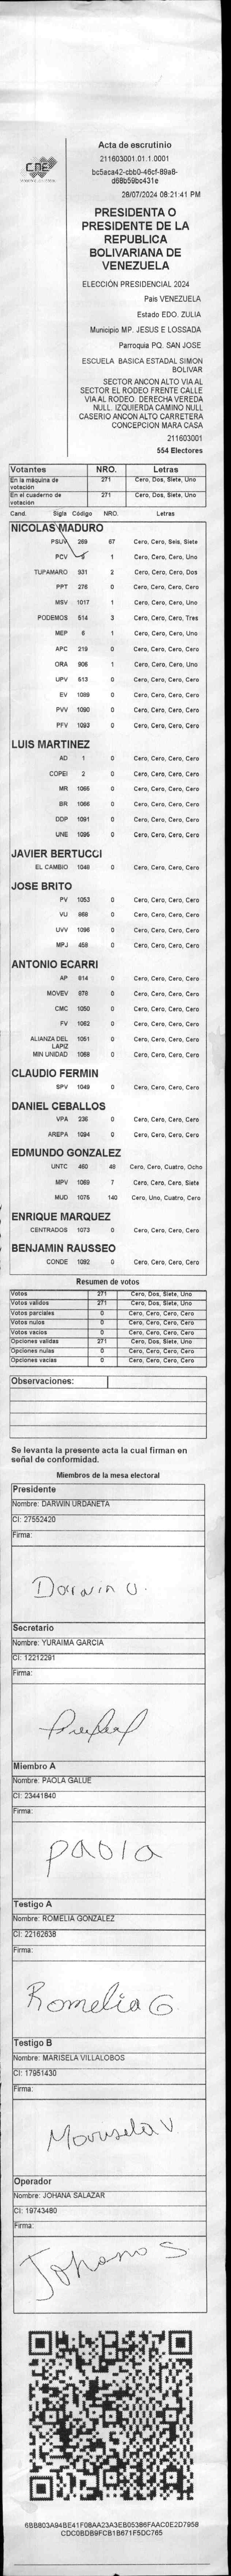 CNE
Acta de escrutinio
211603001.01.1.0001
bc5aca42-cbb0-46cf-89a8-
d68b59bc431e
28/07/2024 08:21:41 PM
PRESIDENTA O
PRESIDENTE DE LA
REPUBLICA
BOLIVARIANA DE
VENEZUELA
ELECCIÓN PRESIDENCIAL 2024
Pais VENEZUELA
Estado EDO. ZULIA
Municipio MP. JESUS E LOSSADA
Parroquia PQ. SAN JOSE
ESCUELA BASICA ESTADAL SIMON
BOLIVAR
SECTOR ANCON ALTO VIA AL
SECTOR EL RODEO FRENTE CALLE
VIA AL RODEO. DERECHA VEREDA
NULL. IZQUIERDA CAMINO NULL
CASERIO ANCON ALTO CARRETERA
CONCEPCION MARA CASA
211603001
554 Electores
Votantes NRO. Letras
En la máquina de votación 271 Cero, Dos, Siete, Uno
En el cuaderno de votación 271 Cero, Dos, Siete, Uno
Cand. Sigla Código NRO. Letras
NICOLAS MADURO
PSUV 269 67 Cero, Cero, Seis, Siete
PCV 1 Cero, Cero, Cero, Uno
TUPAMARO 931 2 Cero, Cero, Cero, Dos
PPT 276 0 Cero, Cero, Cero, Cero
MSV 1017 1 Cero, Cero, Cero, Uno
PODEMOS 514 3 Cero, Cero, Cero, Tres
MEP 6 1 Cero, Cero, Cero, Uno
APC 219 0 Cero, Cero, Cero, Cero
ORA 906 1 Cero, Cero, Cero, Uno
UPV 513 0 Cero, Cero, Cero, Cero
EV 1089 0 Cero, Cero, Cero, Cero
PVV 1090 0 Cero, Cero, Cero, Cero
PFV 1093 0 Cero, Cero, Cero, Cero
LUIS MARTINEZ
AD 1 0 Cero, Cero, Cero, Cero
COPEI 2 0 Cero, Cero, Cero, Cero
MR 1065 0 Cero, Cero, Cero, Cero
BR 1066 0 Cero, Cero, Cero, Cero
DDP 1091 0 Cero, Cero, Cero, Cero
UNE 1095 0 Cero, Cero, Cero, Cero
JAVIER BERTUCCI
EL CAMBIO 1046 0 Cero, Cero, Cero, Cero
JOSE BRITO
PV 1053 0 Cero, Cero, Cero, Cero
VU 869 0 Cero, Cero, Cero, Cero
UVV 1096 0 Cero, Cero, Cero, Cero
MPJ 458 0 Cero, Cero, Cero, Cero
ANTONIO ECARRI
AP 814 0 Cero, Cero, Cero, Cero
MOVEV 878 0 Cero, Cero, Cero, Cero
CMC 1050 0 Cero, Cero, Cero, Cero
FV 1062 0 Cero, Cero, Cero, Cero
ALIANZA DEL LAPIZ 1051 0 Cero, Cero, Cero, Cero
MIN UNIDAD 1068 0 Cero, Cero, Cero, Cero
CLAUDIO FERMIN
SPV 1049 0 Cero, Cero, Cero, Cero
DANIEL CEBALLOS
VPA 236 0 Cero, Cero, Cero, Cero
AREPA 1094 0 Cero, Cero, Cero, Cero
EDMUNDO GONZALEZ
UNTC 460 48 Cero, Cero, Cuatro, Ocho
MPV 1069 7 Cero, Cero, Cero, Siete
MUD 1075 140 Cero, Uno, Cuatro, Cero
ENRIQUE MARQUEZ
CENTRADOS 1073 0 Cero, Cero, Cero, Cero
BENJAMIN RAUSSEO
CONDE 1092 0 Cero, Cero, Cero, Cero
Resumen de votos
Votos 271 Cero, Dos, Siete, Uno
Votos validos 271 Cero, Dos, Siete, Uno
Votos parciales 0 Cero, Cero, Cero, Cero
Votos nulos 0 Cero, Cero, Cero, Cero
Votos vacios 0 Cero, Cero, Cero, Cero
Opciones validas 271 Cero, Dos, Siete, Uno
Opciones nulas 0 Cero, Cero, Cero, Cero
Opciones vacias 0 Cero, Cero, Cero, Cero
Observaciones:
Se levanta la presente acta la cual firman en
señal de conformidad.
Miembros de la mesa electoral
Presidente
Nombre: DARWIN URDANETA
CI: 27552420
Firma:
Darwin U.
Secretario
Nombre: YURAIMA GARCIA
CI: 12212291
Firma:
Miembro A
Nombre: PAOLA GALUE
CI: 23441840
Firma:
paola
Testigo A
Nombre: ROMELIA GONZALEZ
CI: 22162638
Firma:
Romelia G
Testigo B
Nombre: MARISELA VILLALOBOS
CI: 17951430
Firma:
Marisela V
Operador
Nombre: JOHANA SALAZAR
CI: 19743480
Firma:
Johana S
6BB803A94BE41F08AA23A3EB05386FAAC0E2D7958
CDC0BDB9FCB1B671F5DC765